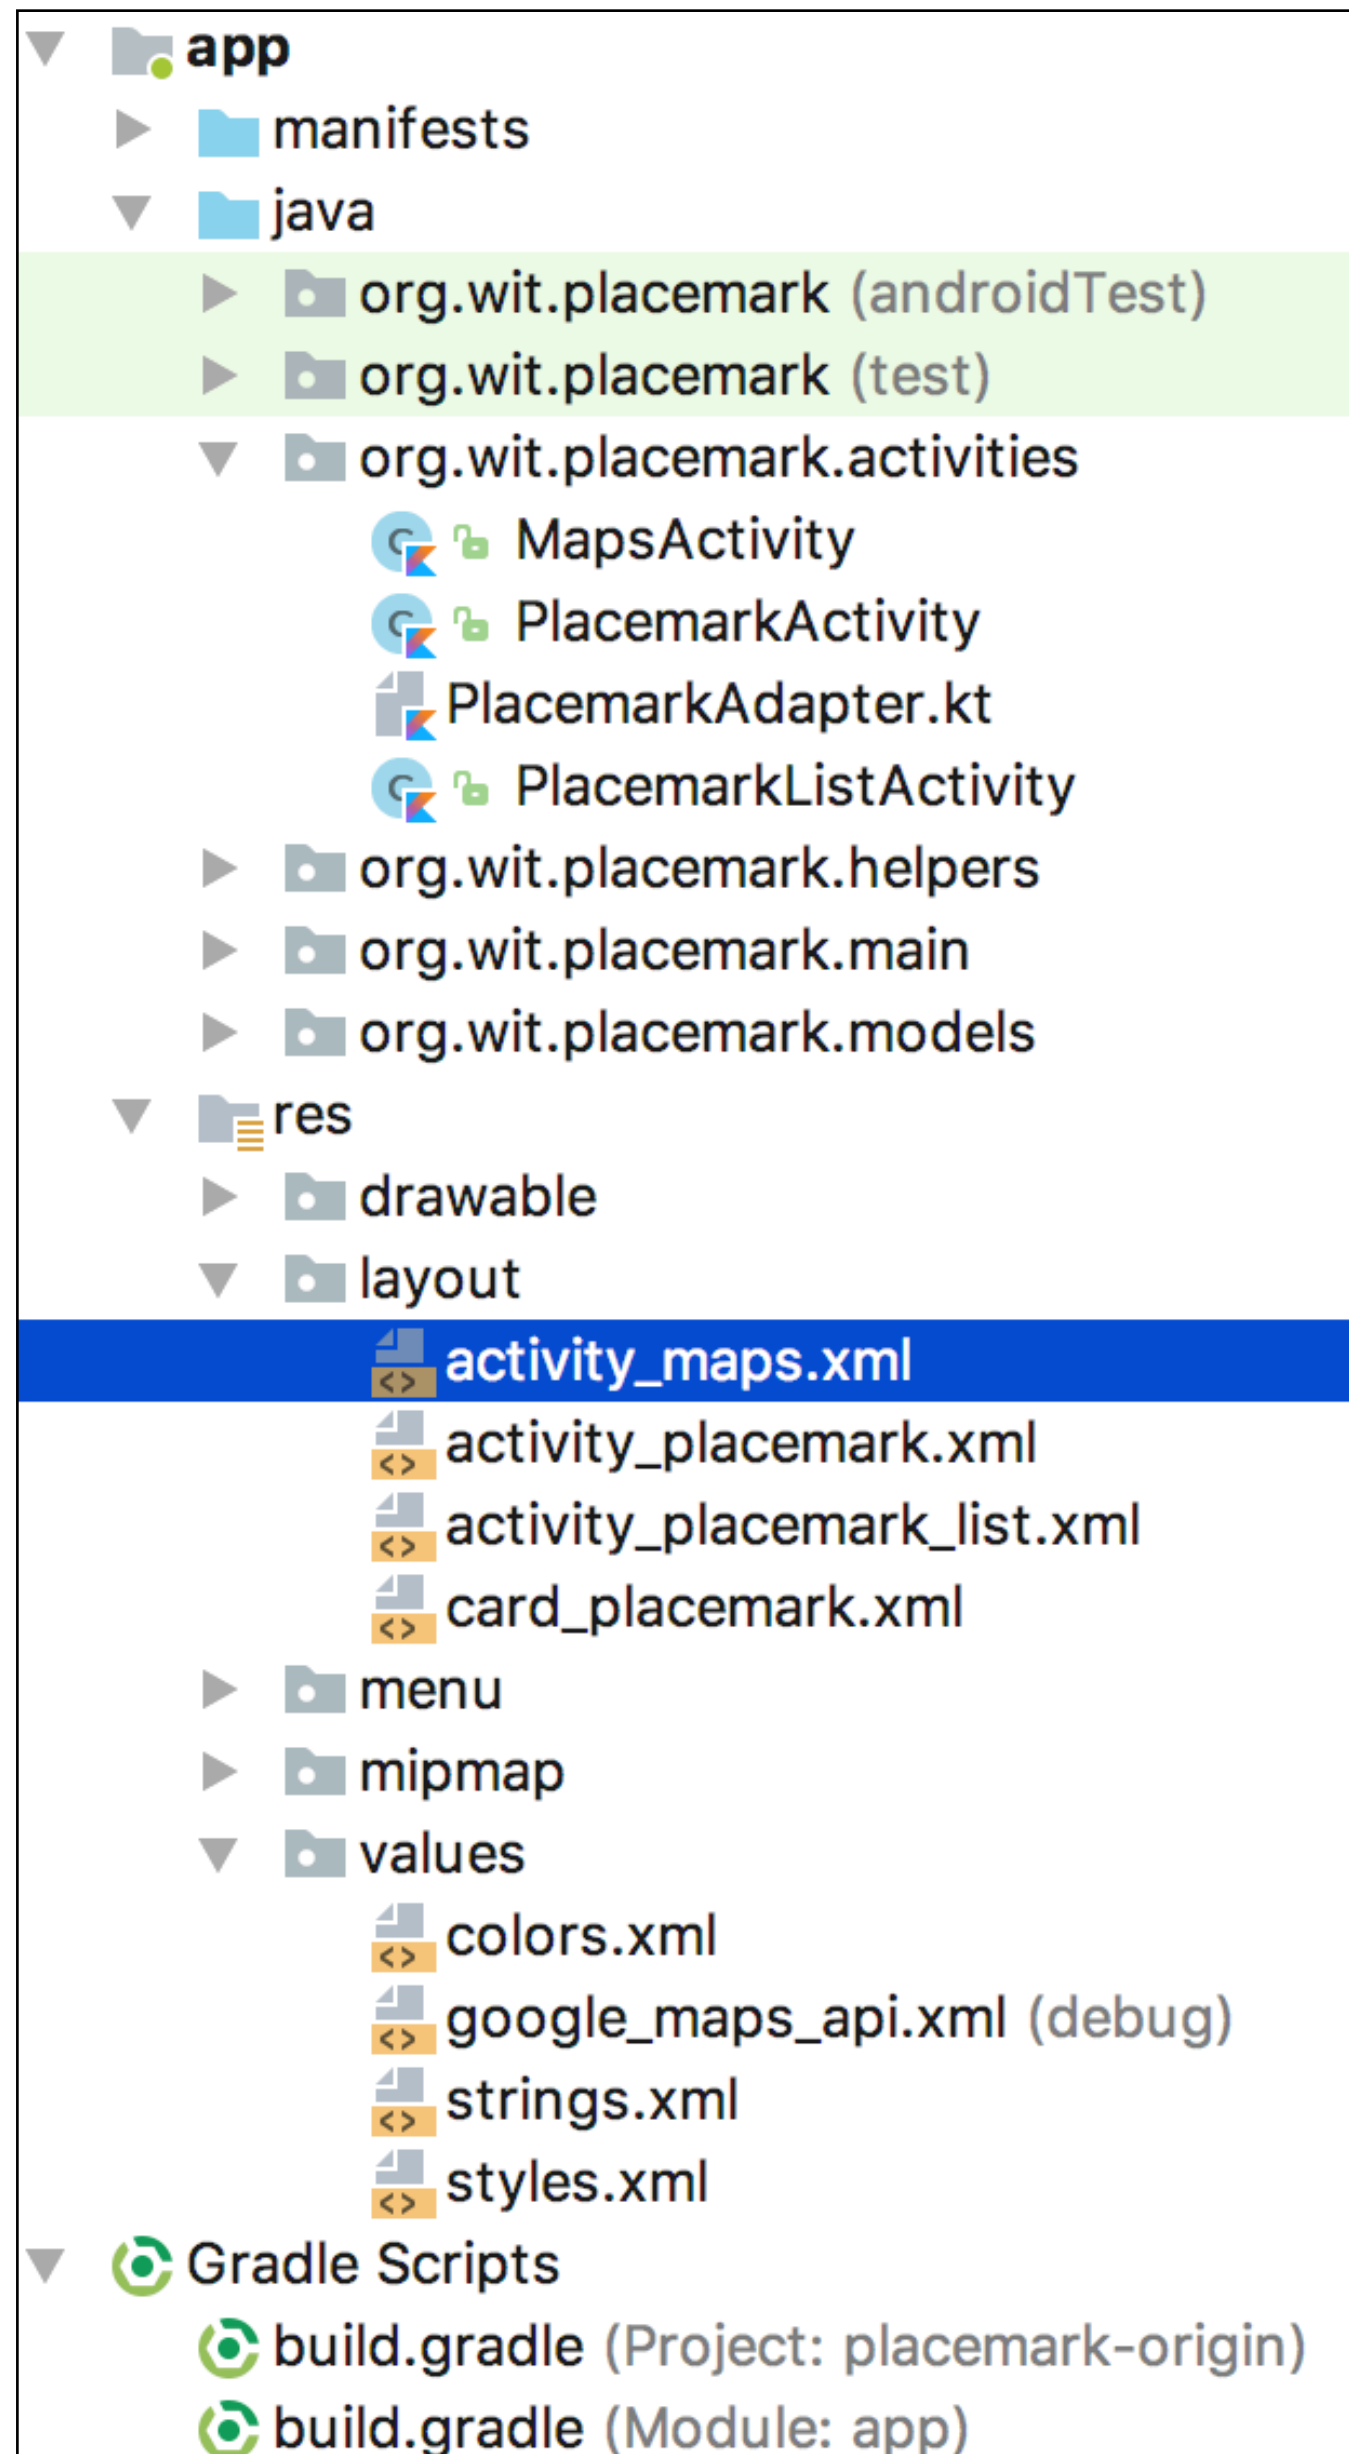 app
manifests
java
org.wit.placemark (androidTest)
org.wit.placemark (test)
org.wit.placemark.activities
MapsActivity
PlacemarkActivity
PlacemarkAdapter.kt
PlacemarkListActivity
org.wit.placemark.helpers
org.wit.placemark.main
org.wit.placemark.models
res
drawable
layout
activity_maps.xml
activity_placemark.xml
activity_placemark_list.xml
card_placemark.xml
menu
mipmap
values
colors.xml
google_maps_api.xml (debug)
strings.xml
styles.xml
Gradle Scripts
build.gradle (Project: placemark-origin)
build.gradle (Module: app)